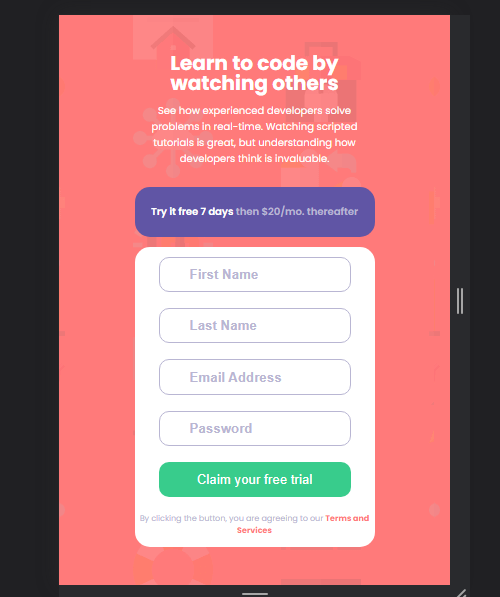 Learn to code by
watching others
See how experienced developers solve
problems in real-time. Watching scripted
tutorials is great, but understanding how
developers think is invaluable.
Try it free 7 days then $20/mo. thereafter
First Name
Last Name
Email Address
Password
Claim your free trial
By clicking the button, you are agreeing to our Terms and
Services